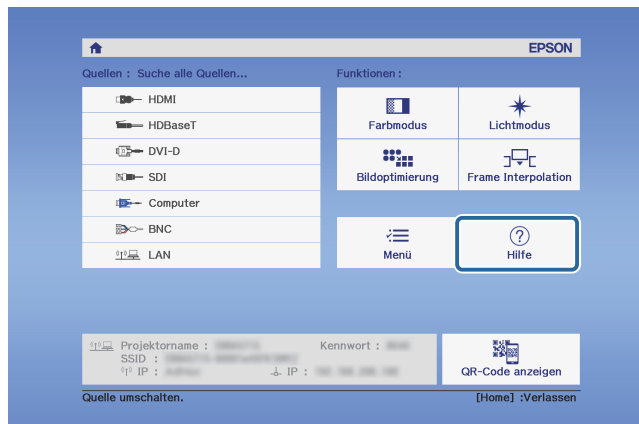 EPSON
Quellen : Suche alle Quellen...
Funktionen :
HDMI
HDBaseT
DVI-D
SDI
Computer
BNC
LAN
Farbmodus
Lichtmodus
Bildoptimierung
Frame Interpolation
Menü
Hilfe
Projektorname :
Kennwort :
SSID :
IP :
IP :
QR-Code anzeigen
Quelle umschalten.
[Home] :Verlassen